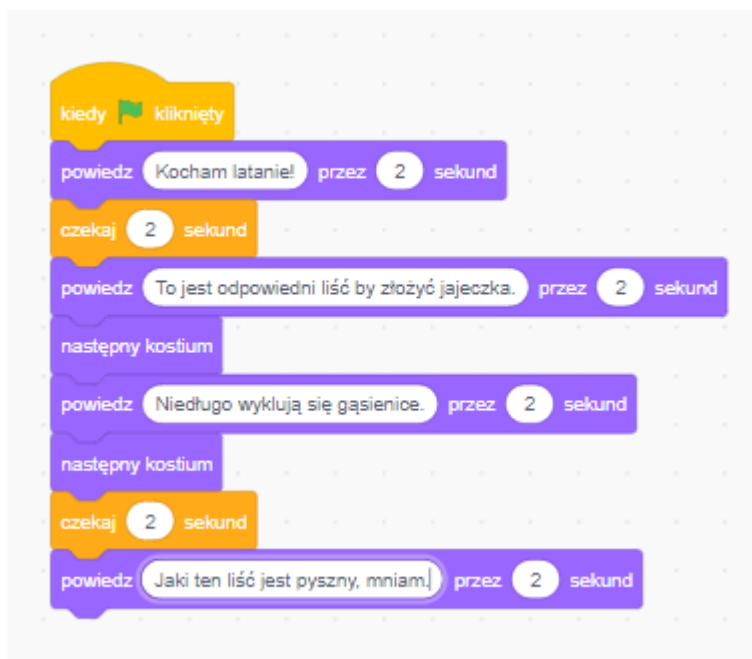 kiedy kliknięty
powiedz Kocham latanie! przez 2 sekund
czekaj 2 sekund
powiedz To jest odpowiedni liść by złożyć jajeczka. przez 2 sekund
następny kostium
powiedz Niedługo wyklują się gąsienice. przez 2 sekund
następny kostium
czekaj 2 sekund
powiedz Jaki ten liść jest pyszny, mniam. przez 2 sekund